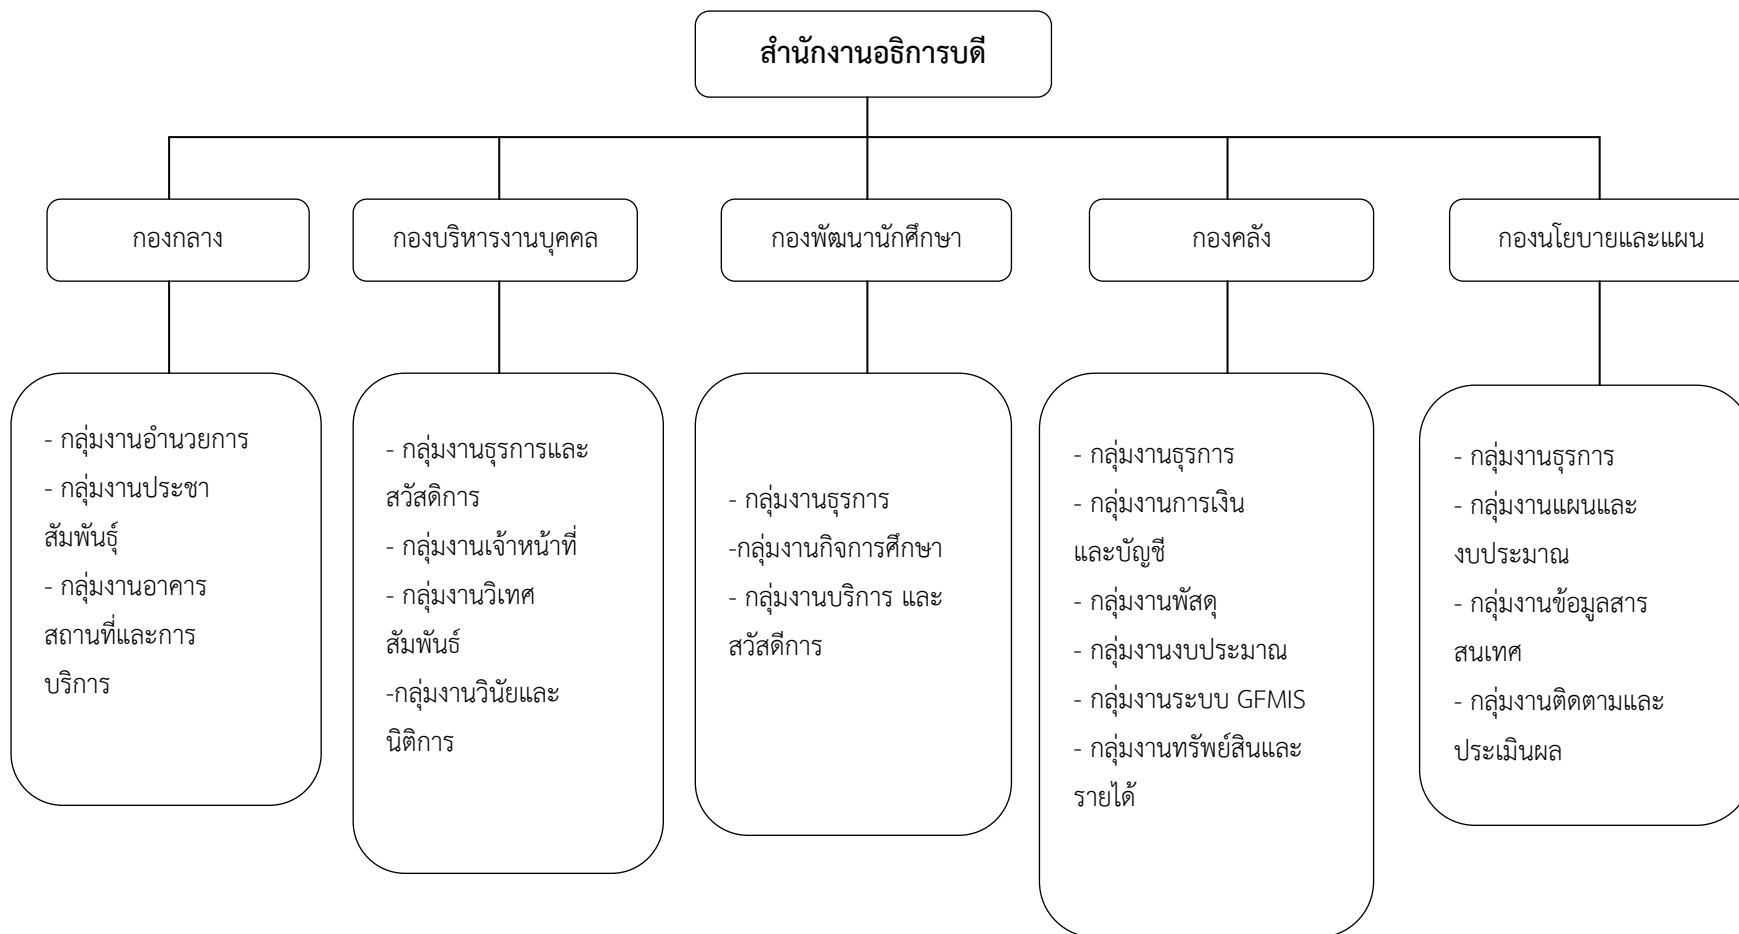 สำนักงานอธิการบดี
กองกลาง
กองบริหารงานบุคคล
กองพัฒนานักศึกษา
กองคลัง
กองนโยบายและแผน
- กลุ่มงานอำนวยการ
- กลุ่มงานประชา
สัมพันธุ์
- กลุ่มงานอาคาร
สถานที่และการ
บริการ
- กลุ่มงานธุรการและ
สวัสดิการ
- กลุ่มงานเจ้าหน้าที่
- กลุ่มงานวิเทศ
สัมพันธ์
-กลุ่มงานวินัยและ
นิติการ
- กลุ่มงานธุรการ
-กลุ่มงานกิจการศึกษา
- กลุ่มงานบริการ และ
สวัสดีการ
- กลุ่มงานธุรการ
- กลุ่มงานการเงิน
และบัญชี
- กลุ่มงานพัสดุ
- กลุ่มงานงบประมาณ
- กลุ่มงานระบบ GFMIS
- กลุ่มงานทรัพย์สินและ
รายได้
- กลุ่มงานธุรการ
- กลุ่มงานแผนและ
งบประมาณ
- กลุ่มงานข้อมูลสาร
สนเทศ
- กลุ่มงานติดตามและ
ประเมินผล